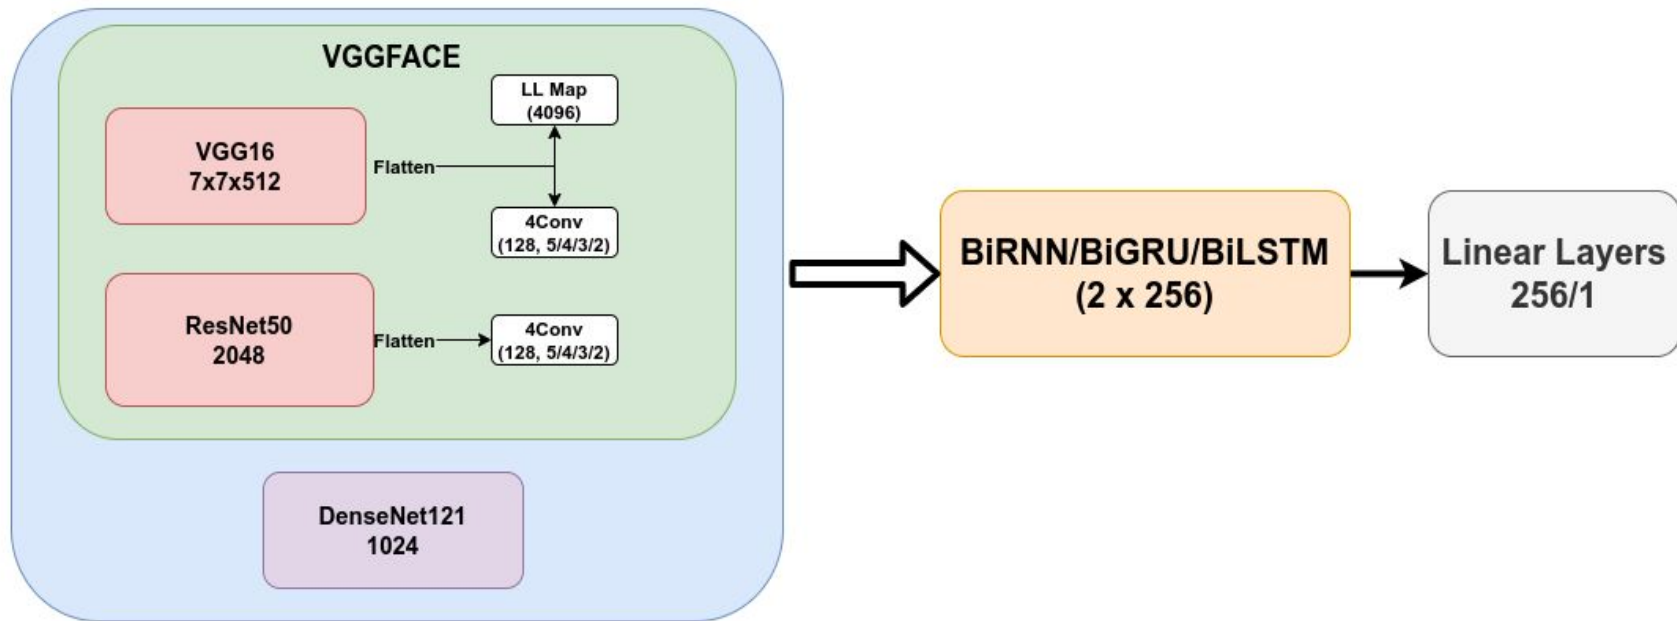 VGGFACE
LL Map
(4096)
VGG16
7x7x512
Flatten
4Conv
(128, 5/4/3/2)
ResNet50
2048
Flatten
4Conv
(128, 5/4/3/2)
DenseNet121
1024
BiRNN/BiGRU/BiLSTM
(2 x 256)
Linear Layers
256/1